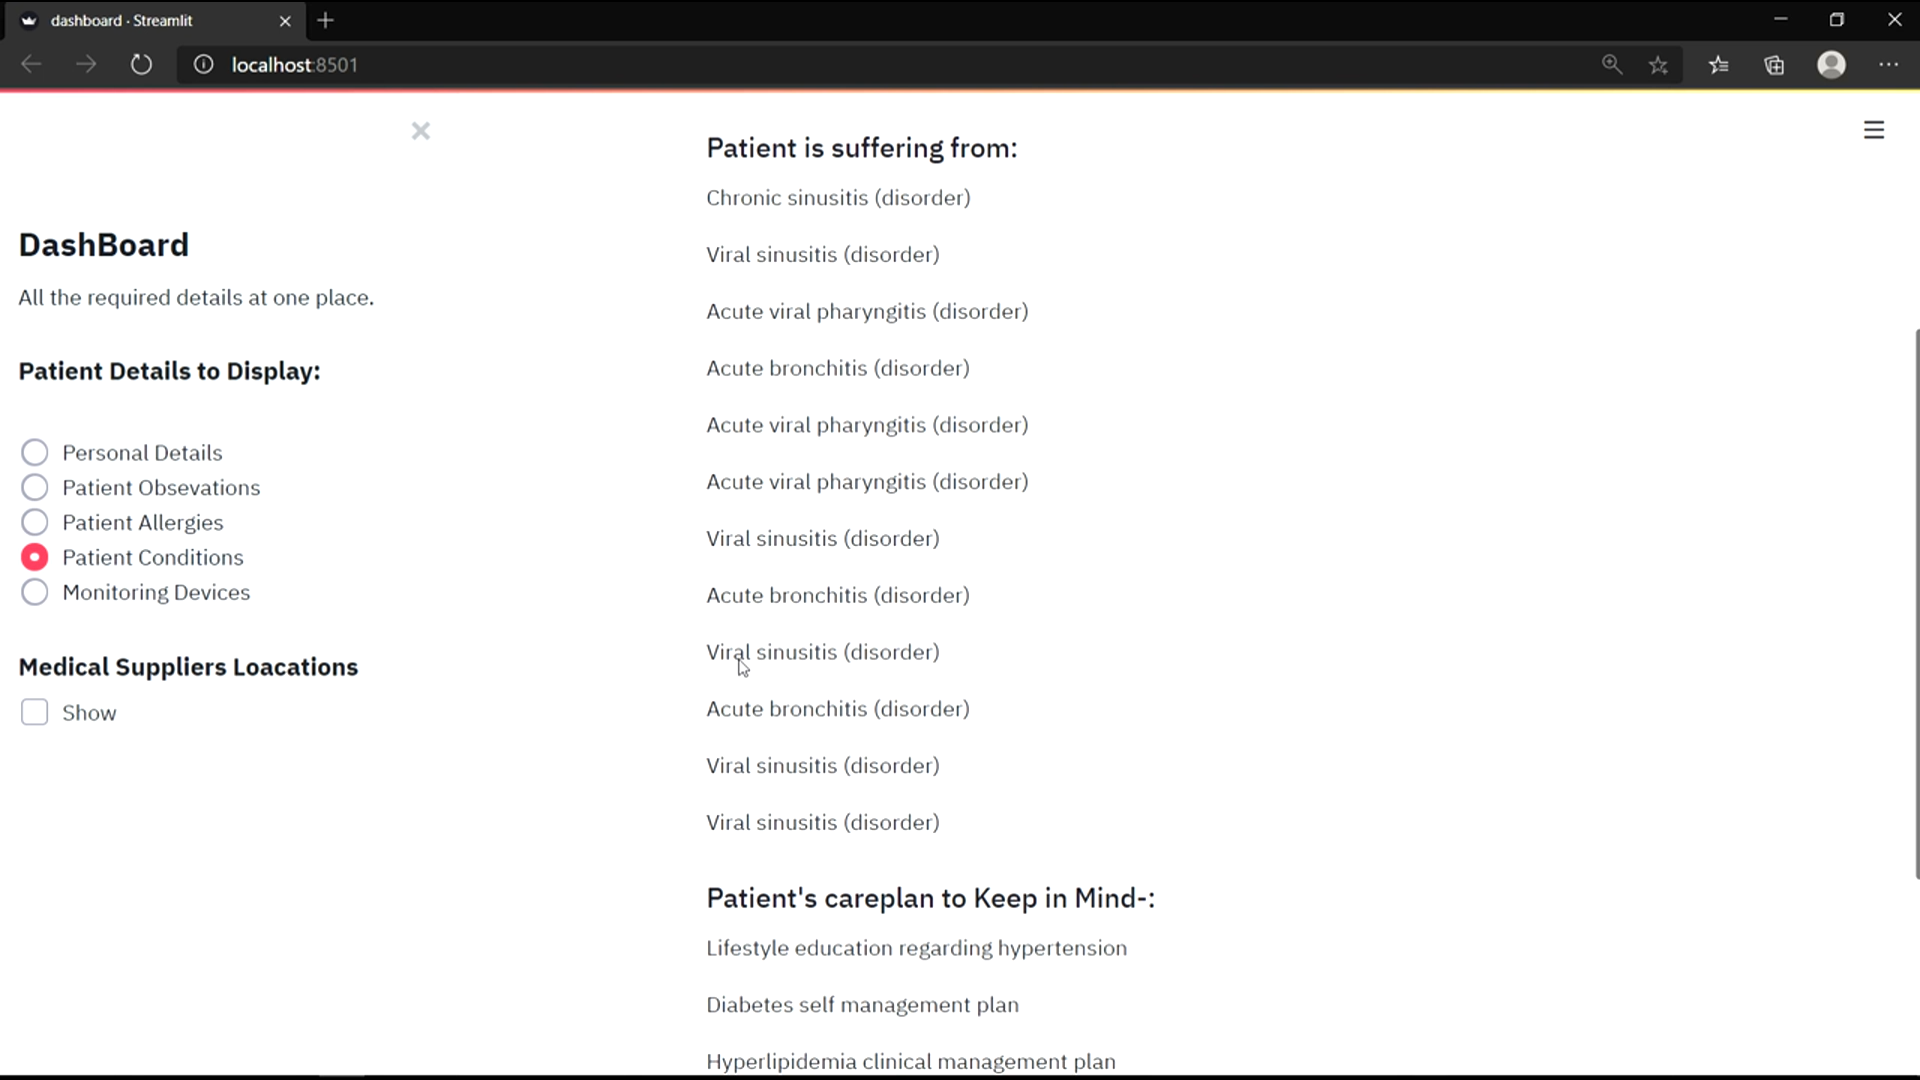 dashboard · Streamlit
localhost:8501
DashBoard
All the required details at one place.
Patient Details to Display:
Personal Details
Patient Obsevations
Patient Allergies
Patient Conditions
Monitoring Devices
Medical Suppliers Loacations
Show
Patient is suffering from:
Chronic sinusitis (disorder)
Viral sinusitis (disorder)
Acute viral pharyngitis (disorder)
Acute bronchitis (disorder)
Acute viral pharyngitis (disorder)
Acute viral pharyngitis (disorder)
Viral sinusitis (disorder)
Acute bronchitis (disorder)
Viral sinusitis (disorder)
Acute bronchitis (disorder)
Viral sinusitis (disorder)
Viral sinusitis (disorder)
Patient's careplan to Keep in Mind-:
Lifestyle education regarding hypertension
Diabetes self management plan
Hyperlipidemia clinical management plan